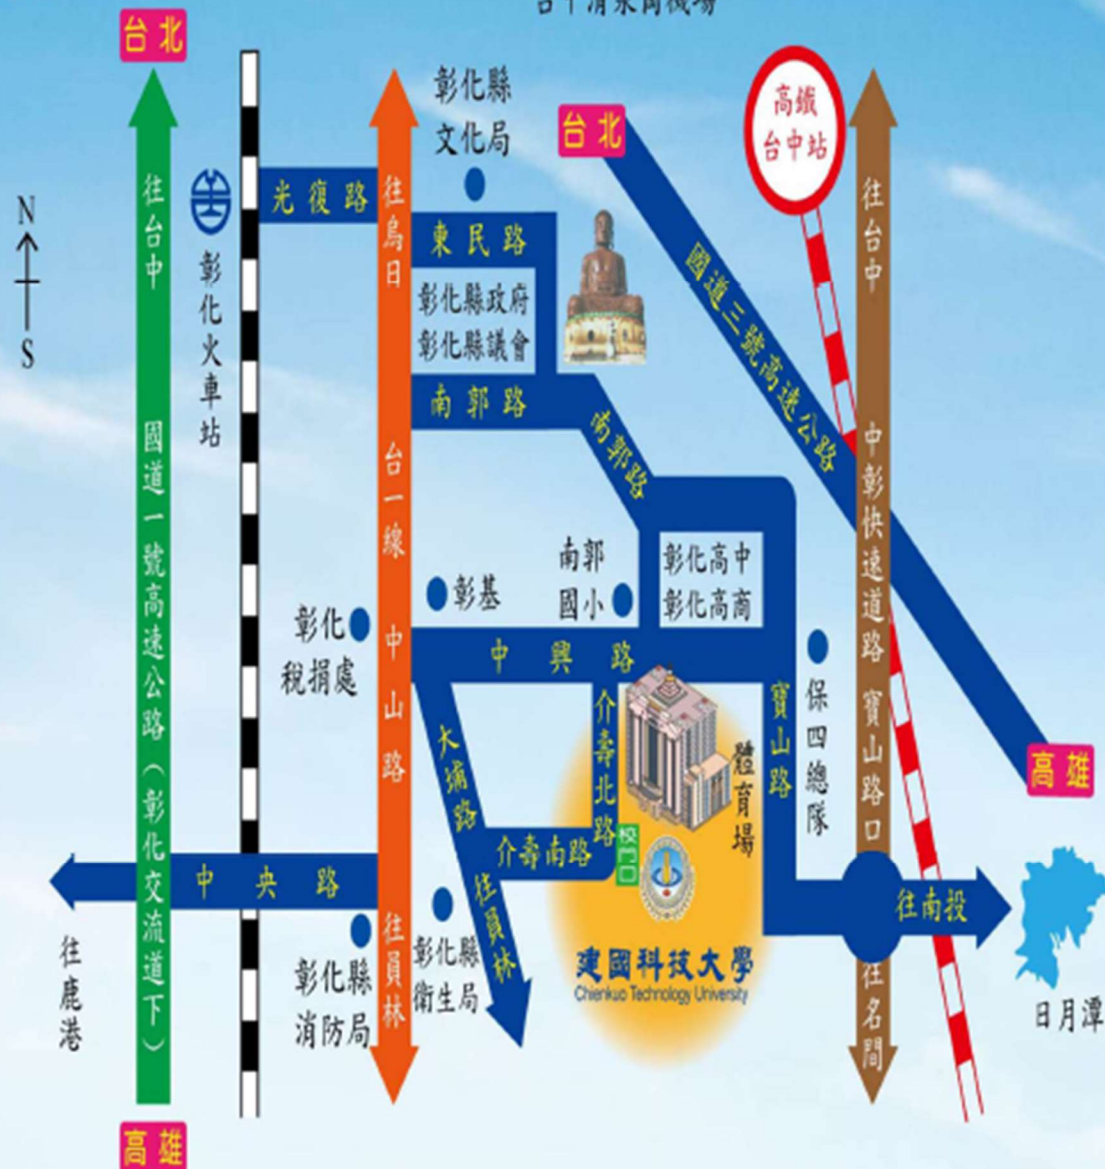 台北
彰化縣
文化局
台北
高鐵
台中站
往台中
光復路
往烏日
東民路
往台中
N
S
彰化火車站
彰化縣政府
彰化縣議會
國道三號高速公路
南郭路
南郭路
國道一號高速公路（彰化交流道下）
台一線
中山路
中彰快速道路
寶山路口
南郭
國小
彰化高中
彰化高商
彰基
彰化
稅捐處
中興路
介壽北路
大埔路
體育場
寶山路
保四總隊
高雄
介壽南路
校門口
中央路
往員林
往員林
往南投
往鹿港
彰化縣
消防局
彰化縣
衛生局
建國科技大學
Chienkuo Technology University
往名間
日月潭
高雄